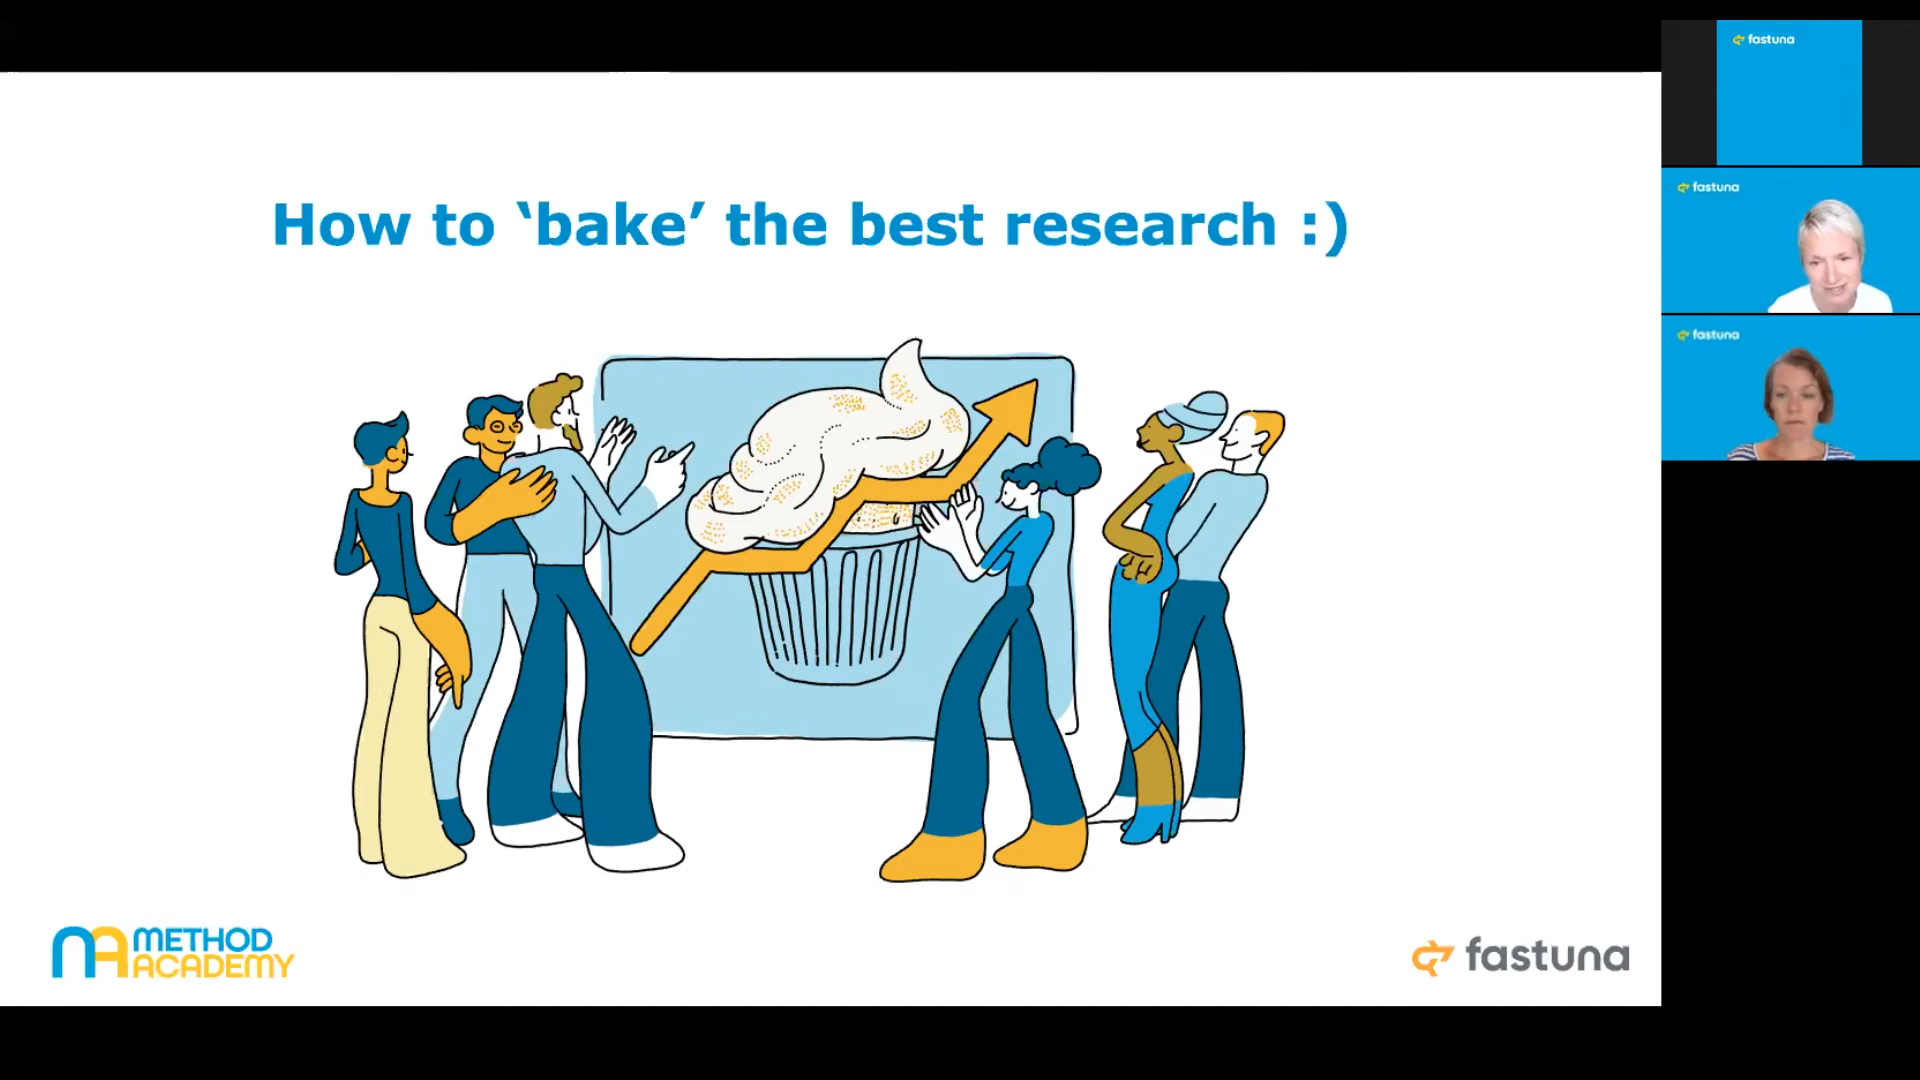 How to ‘bake’ the best research :)
METHOD
ACADEMY
fastuna
fastuna
fastuna
fastuna